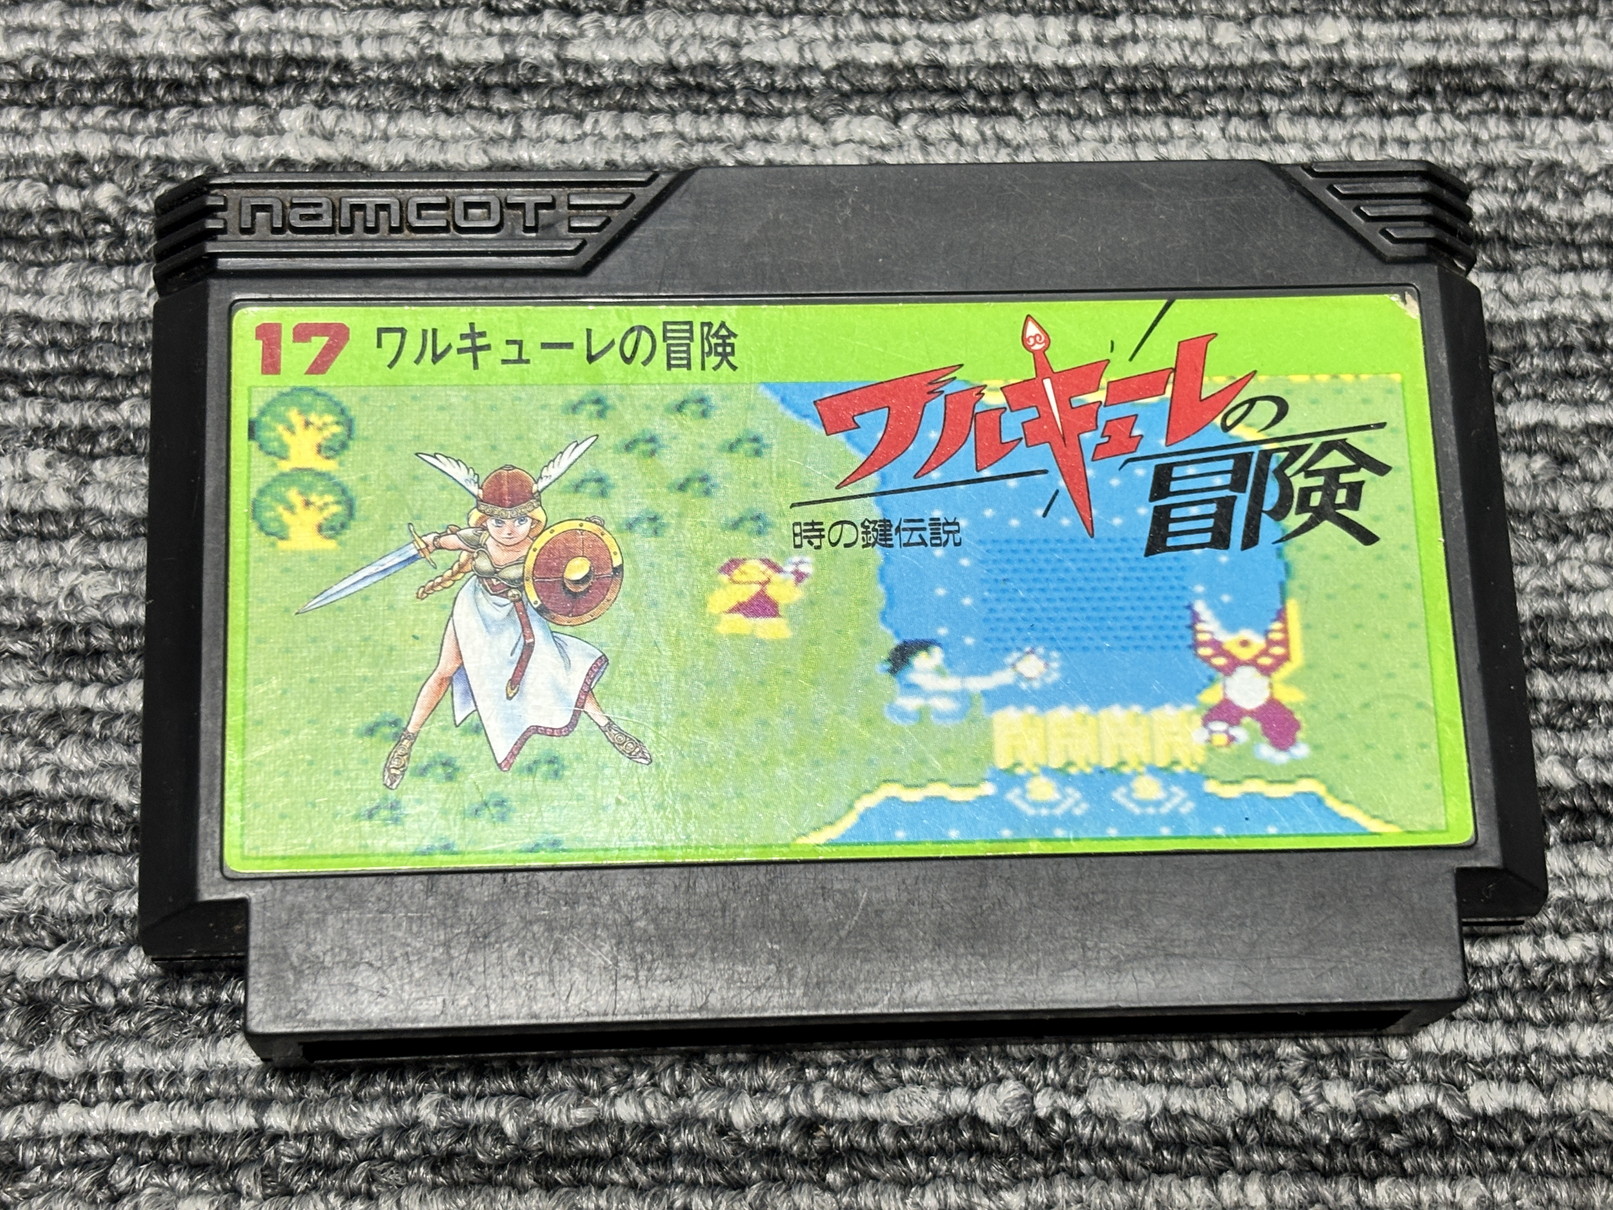 namcot
17 ワルキューレの冒険
ワルキューレの
冒険
時の鍵伝説